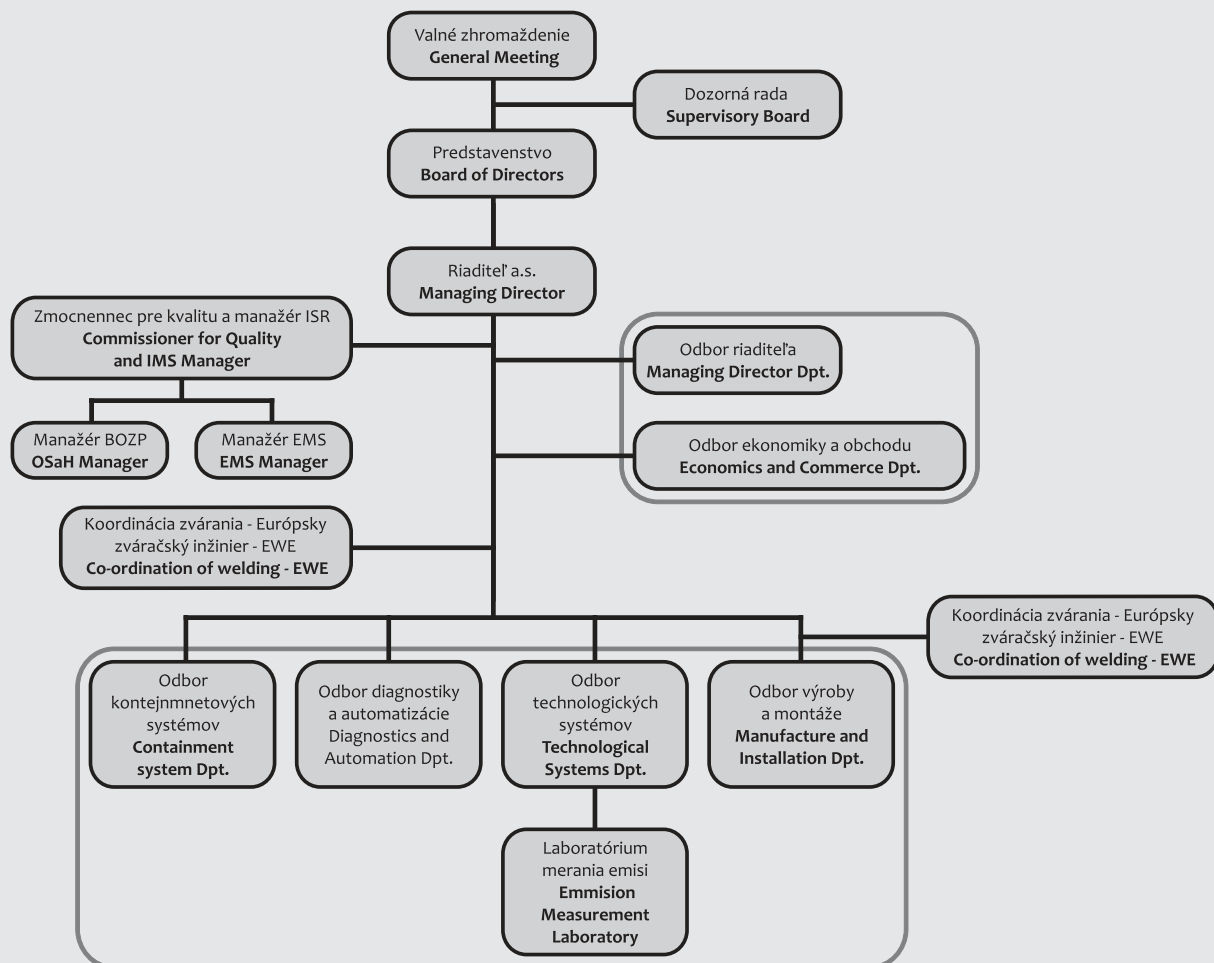 Valné zhromaždenie
General Meeting
Dozorná rada
Supervisory Board
Predstavenstvo
Board of Directors
Riaditeľ a.s.
Managing Director
Zmocnennec pre kvalitu a manažér ISR
Commissioner for Quality
and IMS Manager
Odbor riaditeľa
Managing Director Dpt.
Manažér BOZP
OSaH Manager
Manažér EMS
EMS Manager
Odbor ekonomiky a obchodu
Economics and Commerce Dpt.
Koordinácia zvárania - Európsky
zváračský inžinier - EWE
Co-ordination of welding - EWE
Koordinácia zvárania - Európsky
zváračský inžinier - EWE
Co-ordination of welding - EWE
Odbor
kontejnmnetových
systémov
Containment
system Dpt.
Odbor diagnostiky
a automatizácie
Diagnostics and
Automation Dpt.
Odbor
technologických
systémov
Technological
Systems Dpt.
Odbor výroby
a montáže
Manufacture and
Installation Dpt.
Laboratórium
merania emisi
Emmision
Measurement
Laboratory